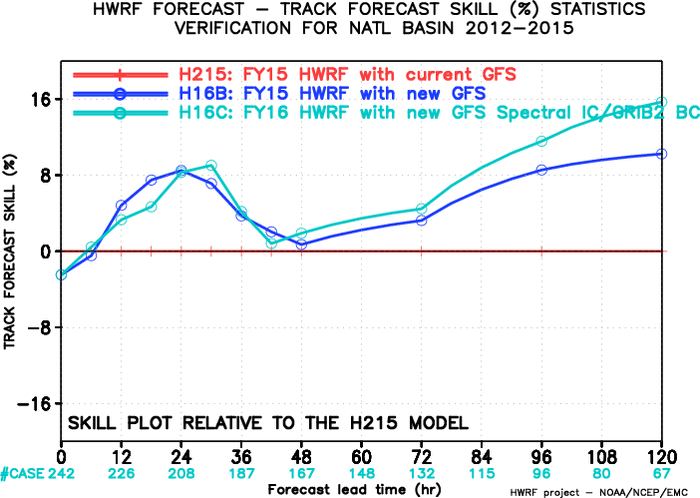 HWRF FORECAST – TRACK FORECAST SKILL (%) STATISTICS
VERIFICATION FOR NATL BASIN 2012–2015
H215: FY15 HWRF with current GFS
H16B: FY15 HWRF with new GFS
H16C: FY16 HWRF with new GFS Spectral IC/GRIB2 BC
TRACK FORECAST SKILL (%)
16
8
0
–8
–16
SKILL PLOT RELATIVE TO THE H215 MODEL
0 12 24 36 48 60 72 84 96 108 120
#CASE 242 226 208 187 167 148 132 115 96 80 67
Forecast lead time (hr)
HWRF project – NOAA/NCEP/EMC